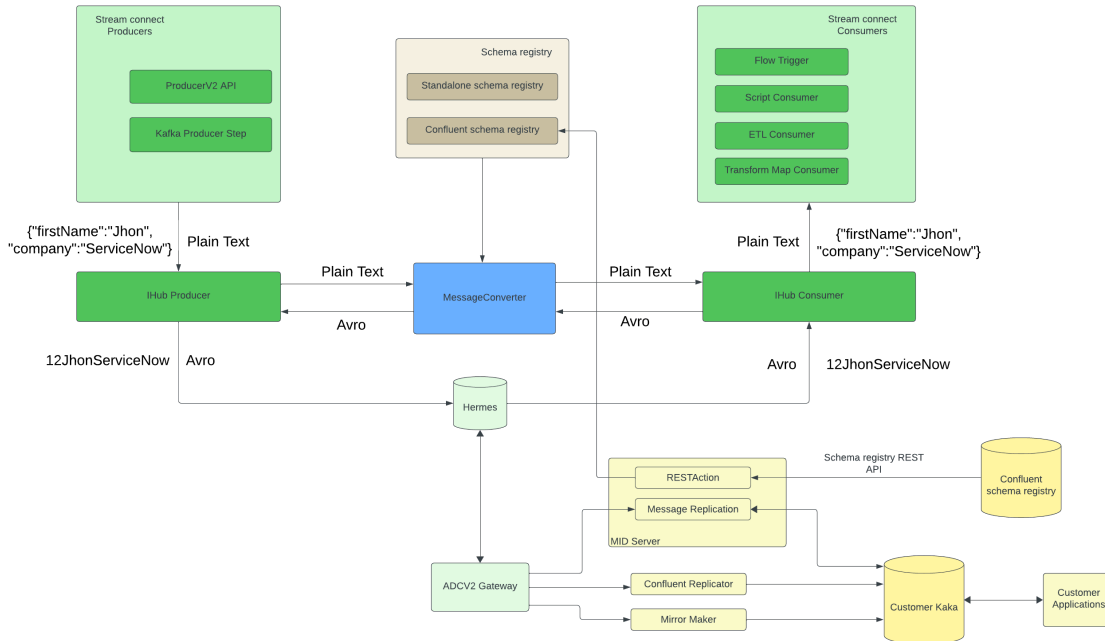 Stream connect
Producers
ProducerV2 API
Kafka Producer Step
Schema registry
Standalone schema registry
Confluent schema registry
Stream connect
Consumers
Flow Trigger
Script Consumer
ETL Consumer
Transform Map Consumer
{"firstName":"Jhon",
"company":"ServiceNow"}
Plain Text
Plain Text
{"firstName":"Jhon",
"company":"ServiceNow"}
IHub Producer
Plain Text
Avro
MessageConverter
Plain Text
Avro
IHub Consumer
12JhonServiceNow
Avro
Avro
12JhonServiceNow
Hermes
Schema registry REST
API
RESTAction
Message Replication
MID Server
Confluent
schema registry
ADCV2 Gateway
Confluent Replicator
Mirror Maker
Customer Kaka
Customer
Applications